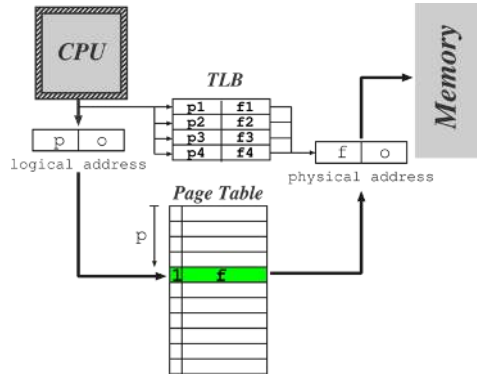 CPU
TLB
p1 f1
p2 f2
p3 f3
p4 f4
p o
logical address
f o
physical address
Memory
Page Table
p
1 f